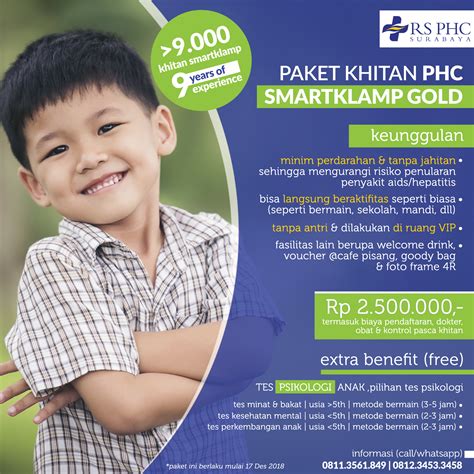 >9.000
khitan smartklamp
9 years of
experience
RS PHC
SURABAYA
PAKET KHITAN PHC
SMARTKLAMP GOLD
keunggulan
minim perdarahan & tanpa jahitan •
sehingga mengurangi risiko penularan
penyakit aids/hepatitis
bisa langsung beraktifitas seperti biasa •
(seperti bermain, sekolah, mandi, dll)
tanpa antri & dilakukan di ruang VIP •
fasilitas lain berupa welcome drink, •
voucher @cafe pisang, goody bag
& foto frame 4R
Rp 2.500.000,-
termasuk biaya pendaftaran, dokter,
obat & kontrol pasca khitan
extra benefit (free)
TES PSIKOLOGI ANAK ,pilihan tes psikologi
tes minat & bakat | usia >5th | metode bermain (3-5 jam) •
tes kesehatan mental | usia <5th | metode bermain (2-3 jam) •
tes perkembangan anak | usia <5th | metode bermain (2-3 jam) •
informasi (call/whatsapp)
0811.3561.849 | 0812.3453.3458
*paket ini berlaku mulai 17 Des 2018